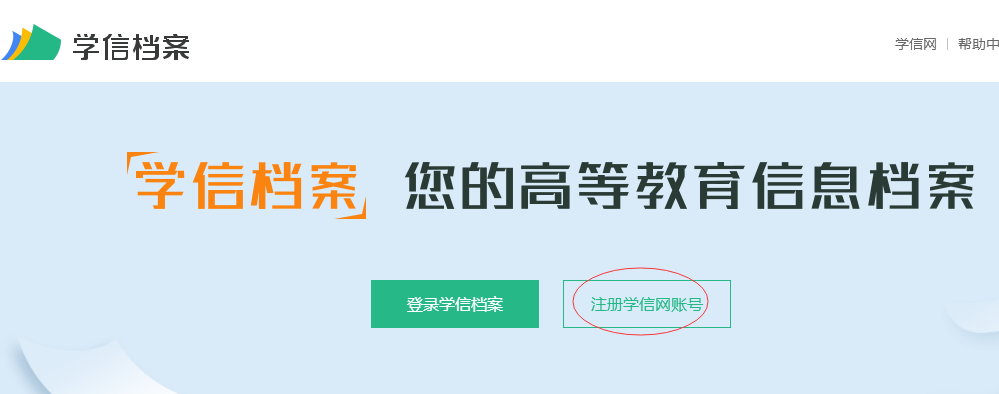 学信档案
学信网 | 帮助中
学信档案 您的高等教育信息档案
登录学信档案
注册学信网账号